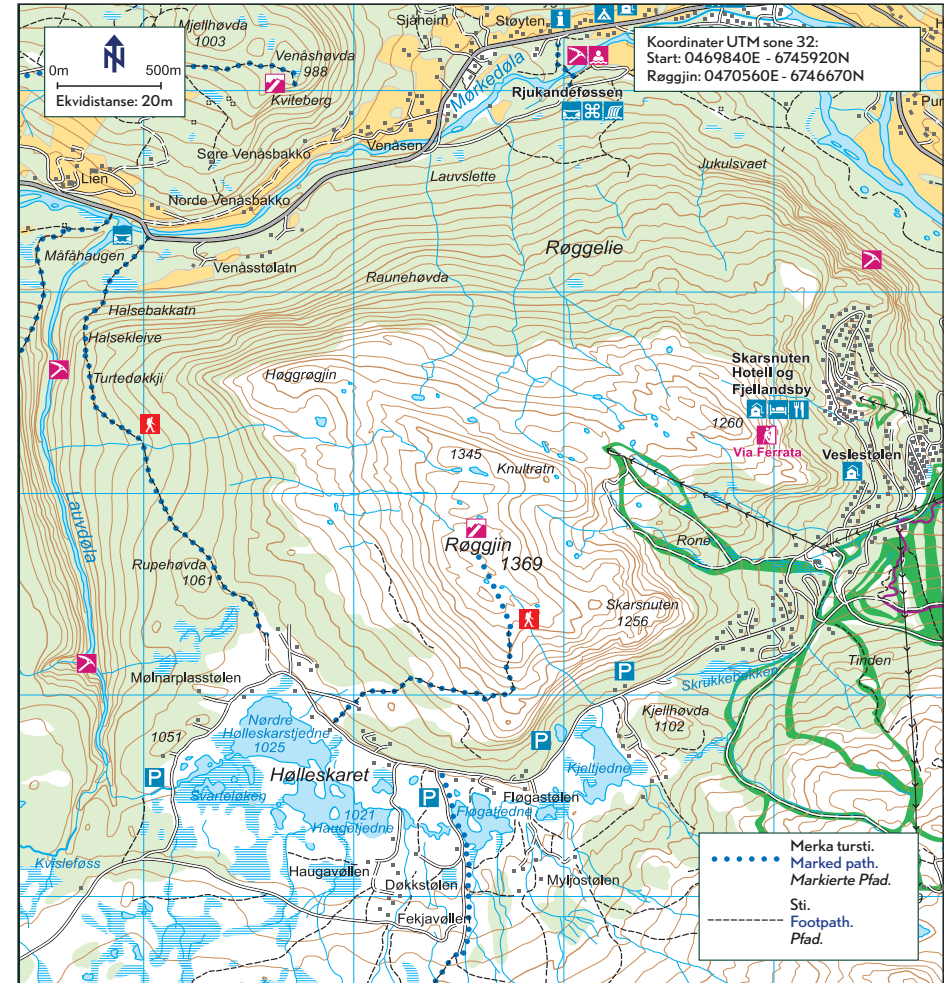 Mjellhøvda
1003
Sjåheim
Støyten
i
0m
500m
Ekvidistanse: 20m
Venåshøvda
988
Kviteberg
Mørkedøla
Rjukandefossen
Koordinater UTM sone 32:
Start: 0469840E - 6745920N
Røggjin: 0470560E - 6746670N
Søre Venåsbakko
Venåsen
Lauvslette
Jukulsvaet
Lien
Norde Venåsbakko
Røggelie
Måfåhaugen
Venåsstølatn
Raunehøvda
Halsebakkatn
Halsekleive
Turtedøkkji
Høggrøgjin
Skarsnuten
Hotell og
Fjellandsby
1260
Via Ferrata
Veslestølen
1345
Knultratn
Lauvdøla
Røggjin
1369
Rone
Rupehøvda
1061
Skarsnuten
1256
Tinden
Mølnarplasstølen
P
Skrukkebekken
Kjellhøvda
1102
1051
Nørdre
Hølleskarstjedne
1025
P
Hølleskaret
P
P
Kjeltjedne
Svarteløken
1021
Haugetjedne
Fløgastølen
Fløgatjedne
Kvisleføss
Haugavøllen
Døkkstølen
Myljostølen
Fekjavøllen
Merka tursti.
Marked path.
Markierte Pfad.
Sti.
Footpath.
Pfad.